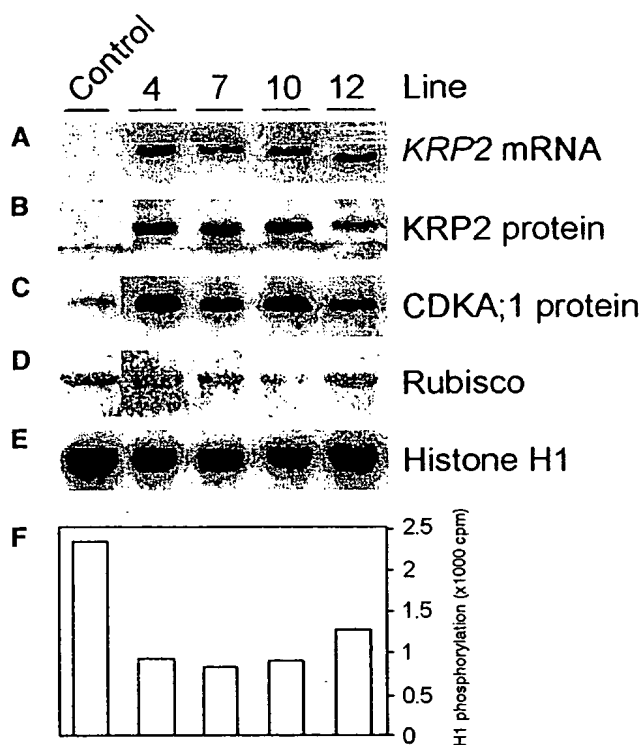 Control 4 7 10 12 Line
A KRP2 mRNA
B KRP2 protein
C CDKA;1 protein
D Rubisco
E Histone H1
F
2.5
2
1.5
1
0.5
0
H1 phosphorylation (x1000 cpm)